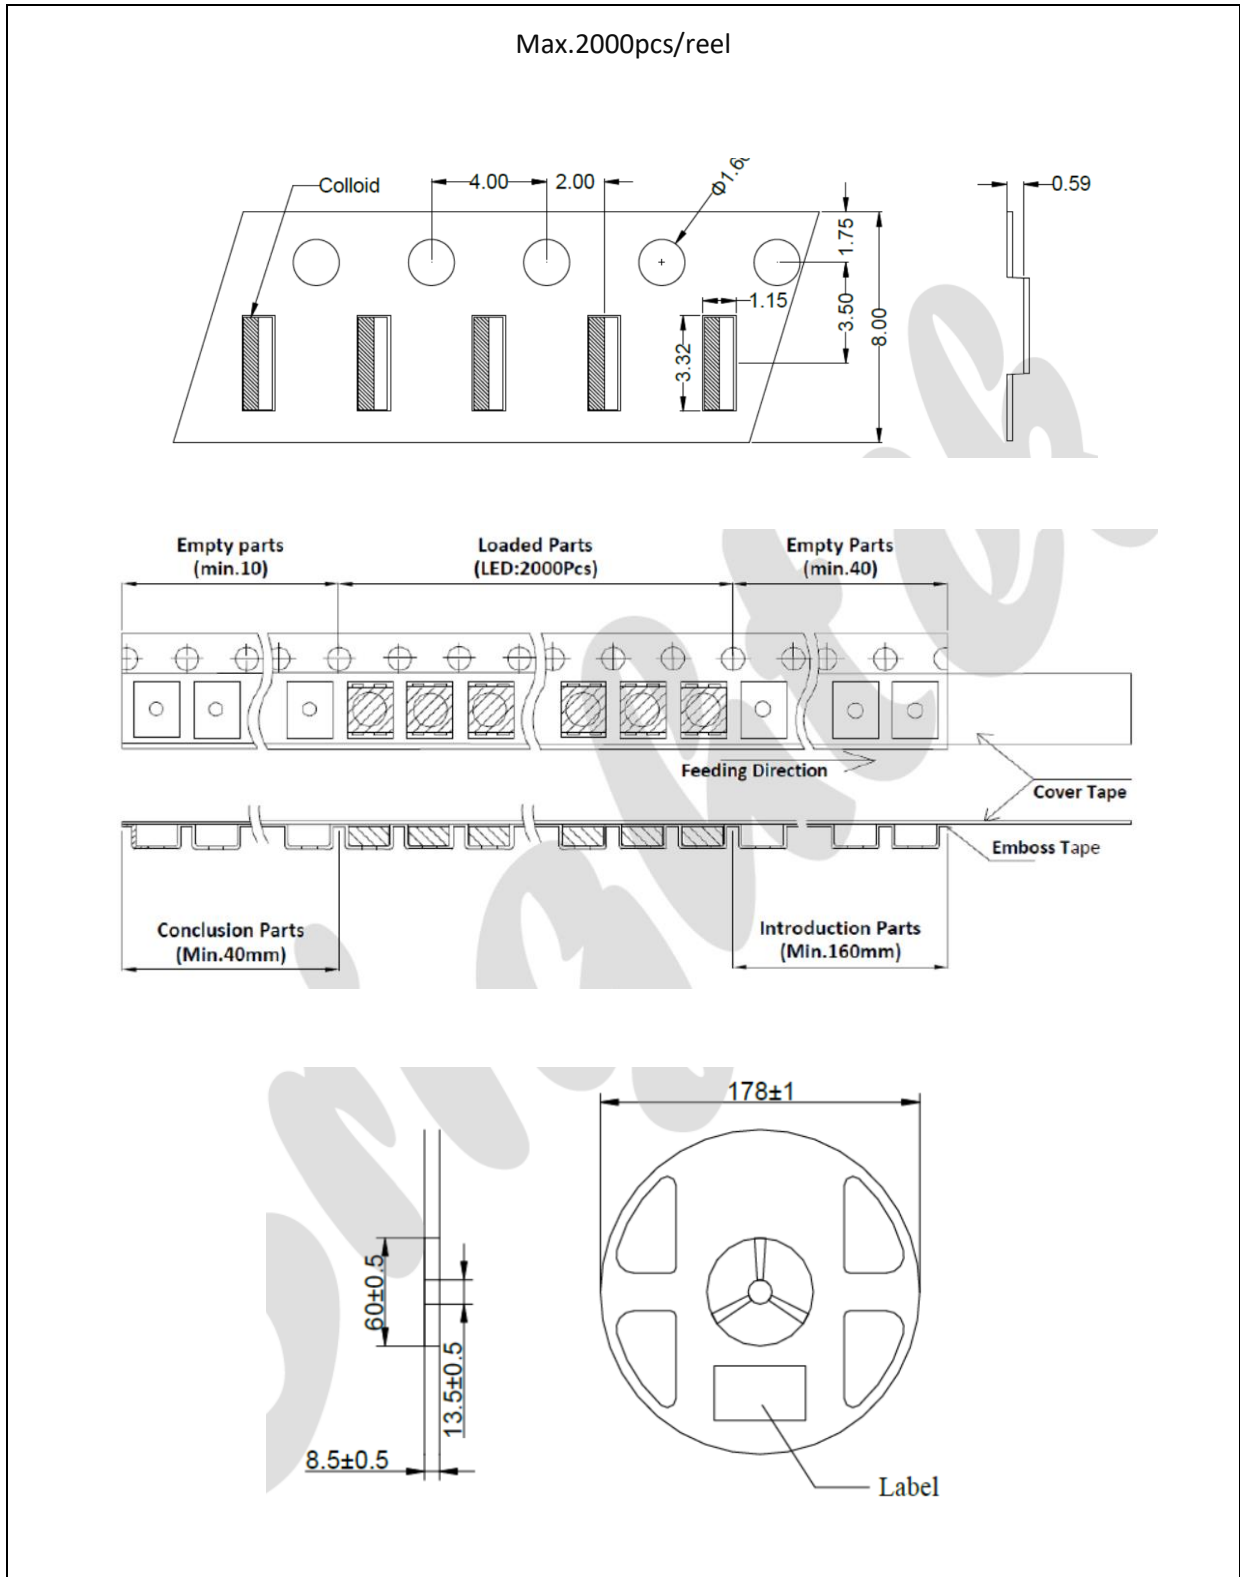 Max.2000pcs/reel
Colloid
4.00
2.00
Φ1.60
0.59
1.75
1.15
3.50
8.00
3.32
Empty parts
(min.10)
Loaded Parts
(LED:2000Pcs)
Empty Parts
(min.40)
Feeding Direction
Cover Tape
Emboss Tape
Conclusion Parts
(Min.40mm)
Introduction Parts
(Min.160mm)
178±1
60±0.5
13.5±0.5
8.5±0.5
Label